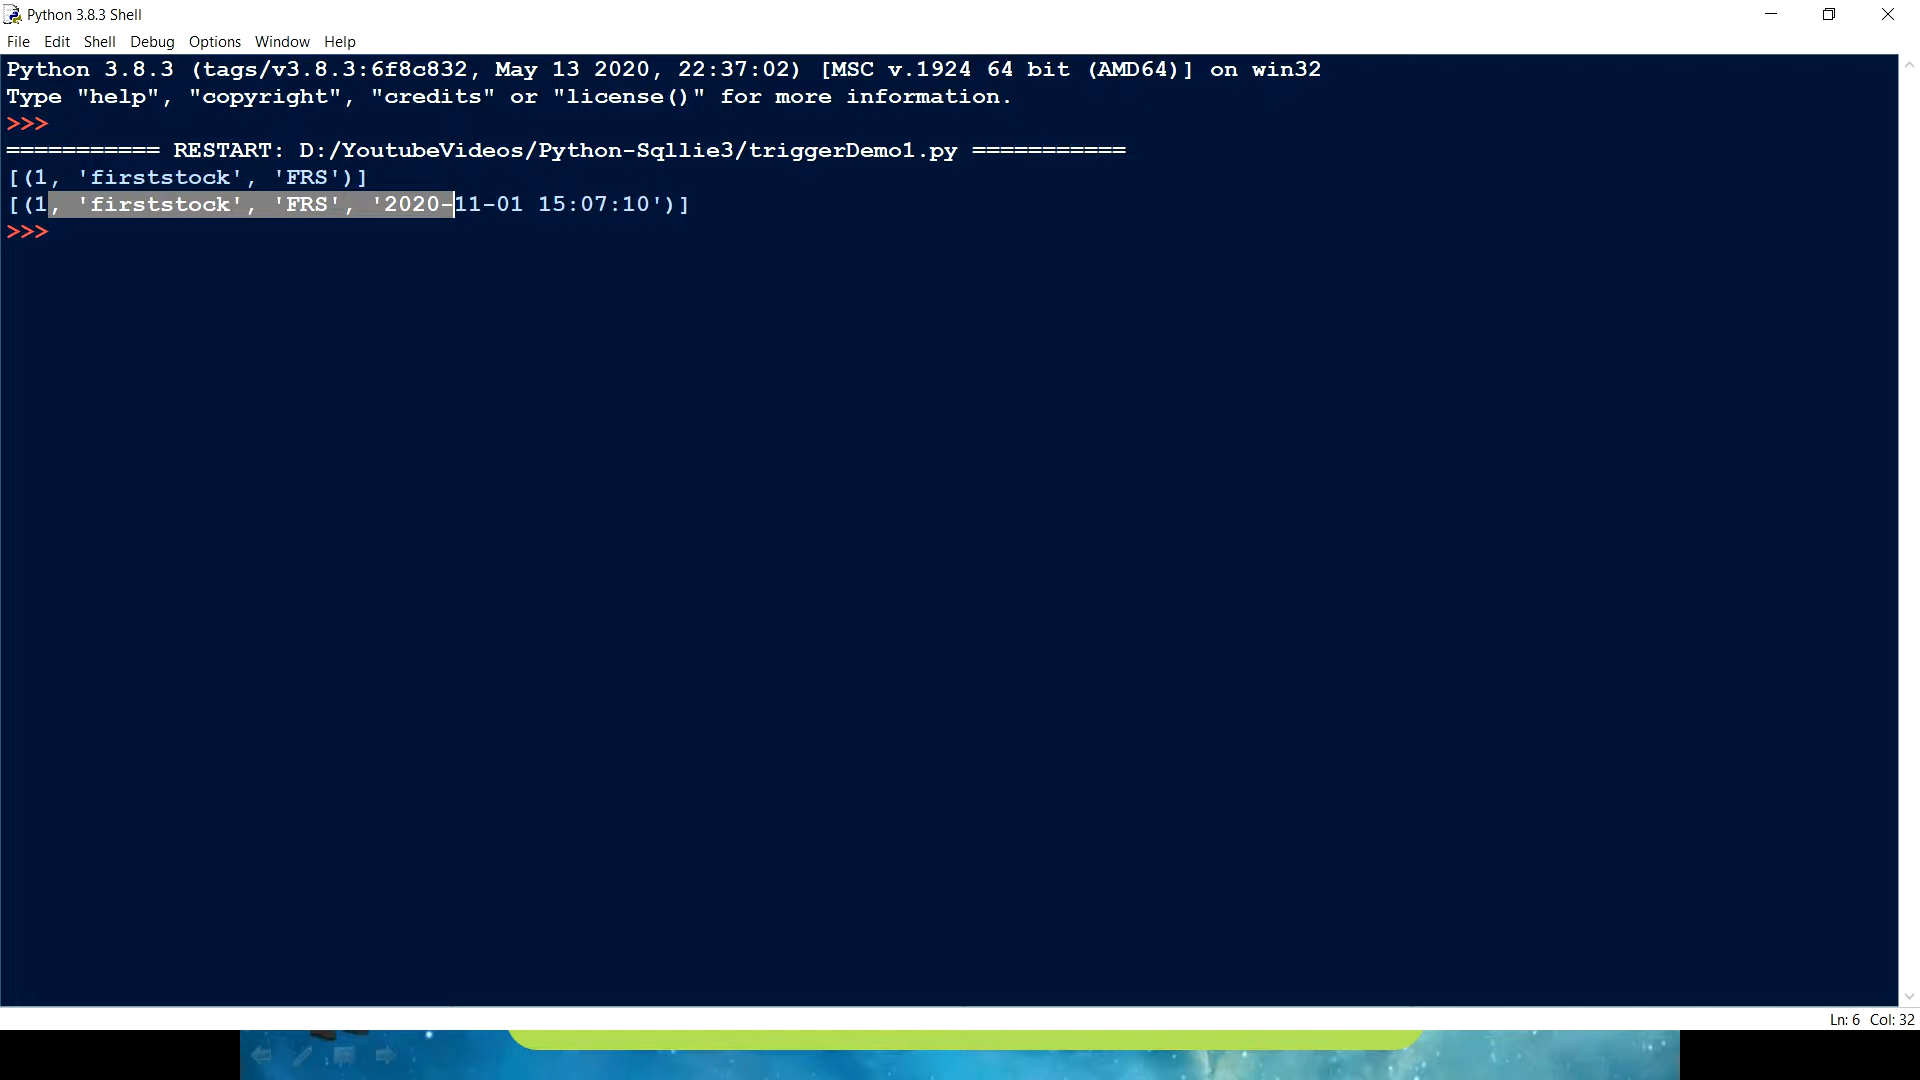 Python 3.8.3 Shell
File Edit Shell Debug Options Window Help
Python 3.8.3 (tags/v3.8.3:6f8c832, May 13 2020, 22:37:02) [MSC v.1924 64 bit (AMD64)] on win32
Type "help", "copyright", "credits" or "license()" for more information.
>>>
=========== RESTART: D:/YoutubeVideos/Python-Sqllie3/triggerDemo1.py ===========
[(1, 'firststock', 'FRS')]
[(1, 'firststock', 'FRS', '2020-11-01 15:07:10')]
>>>
Ln: 6 Col: 32